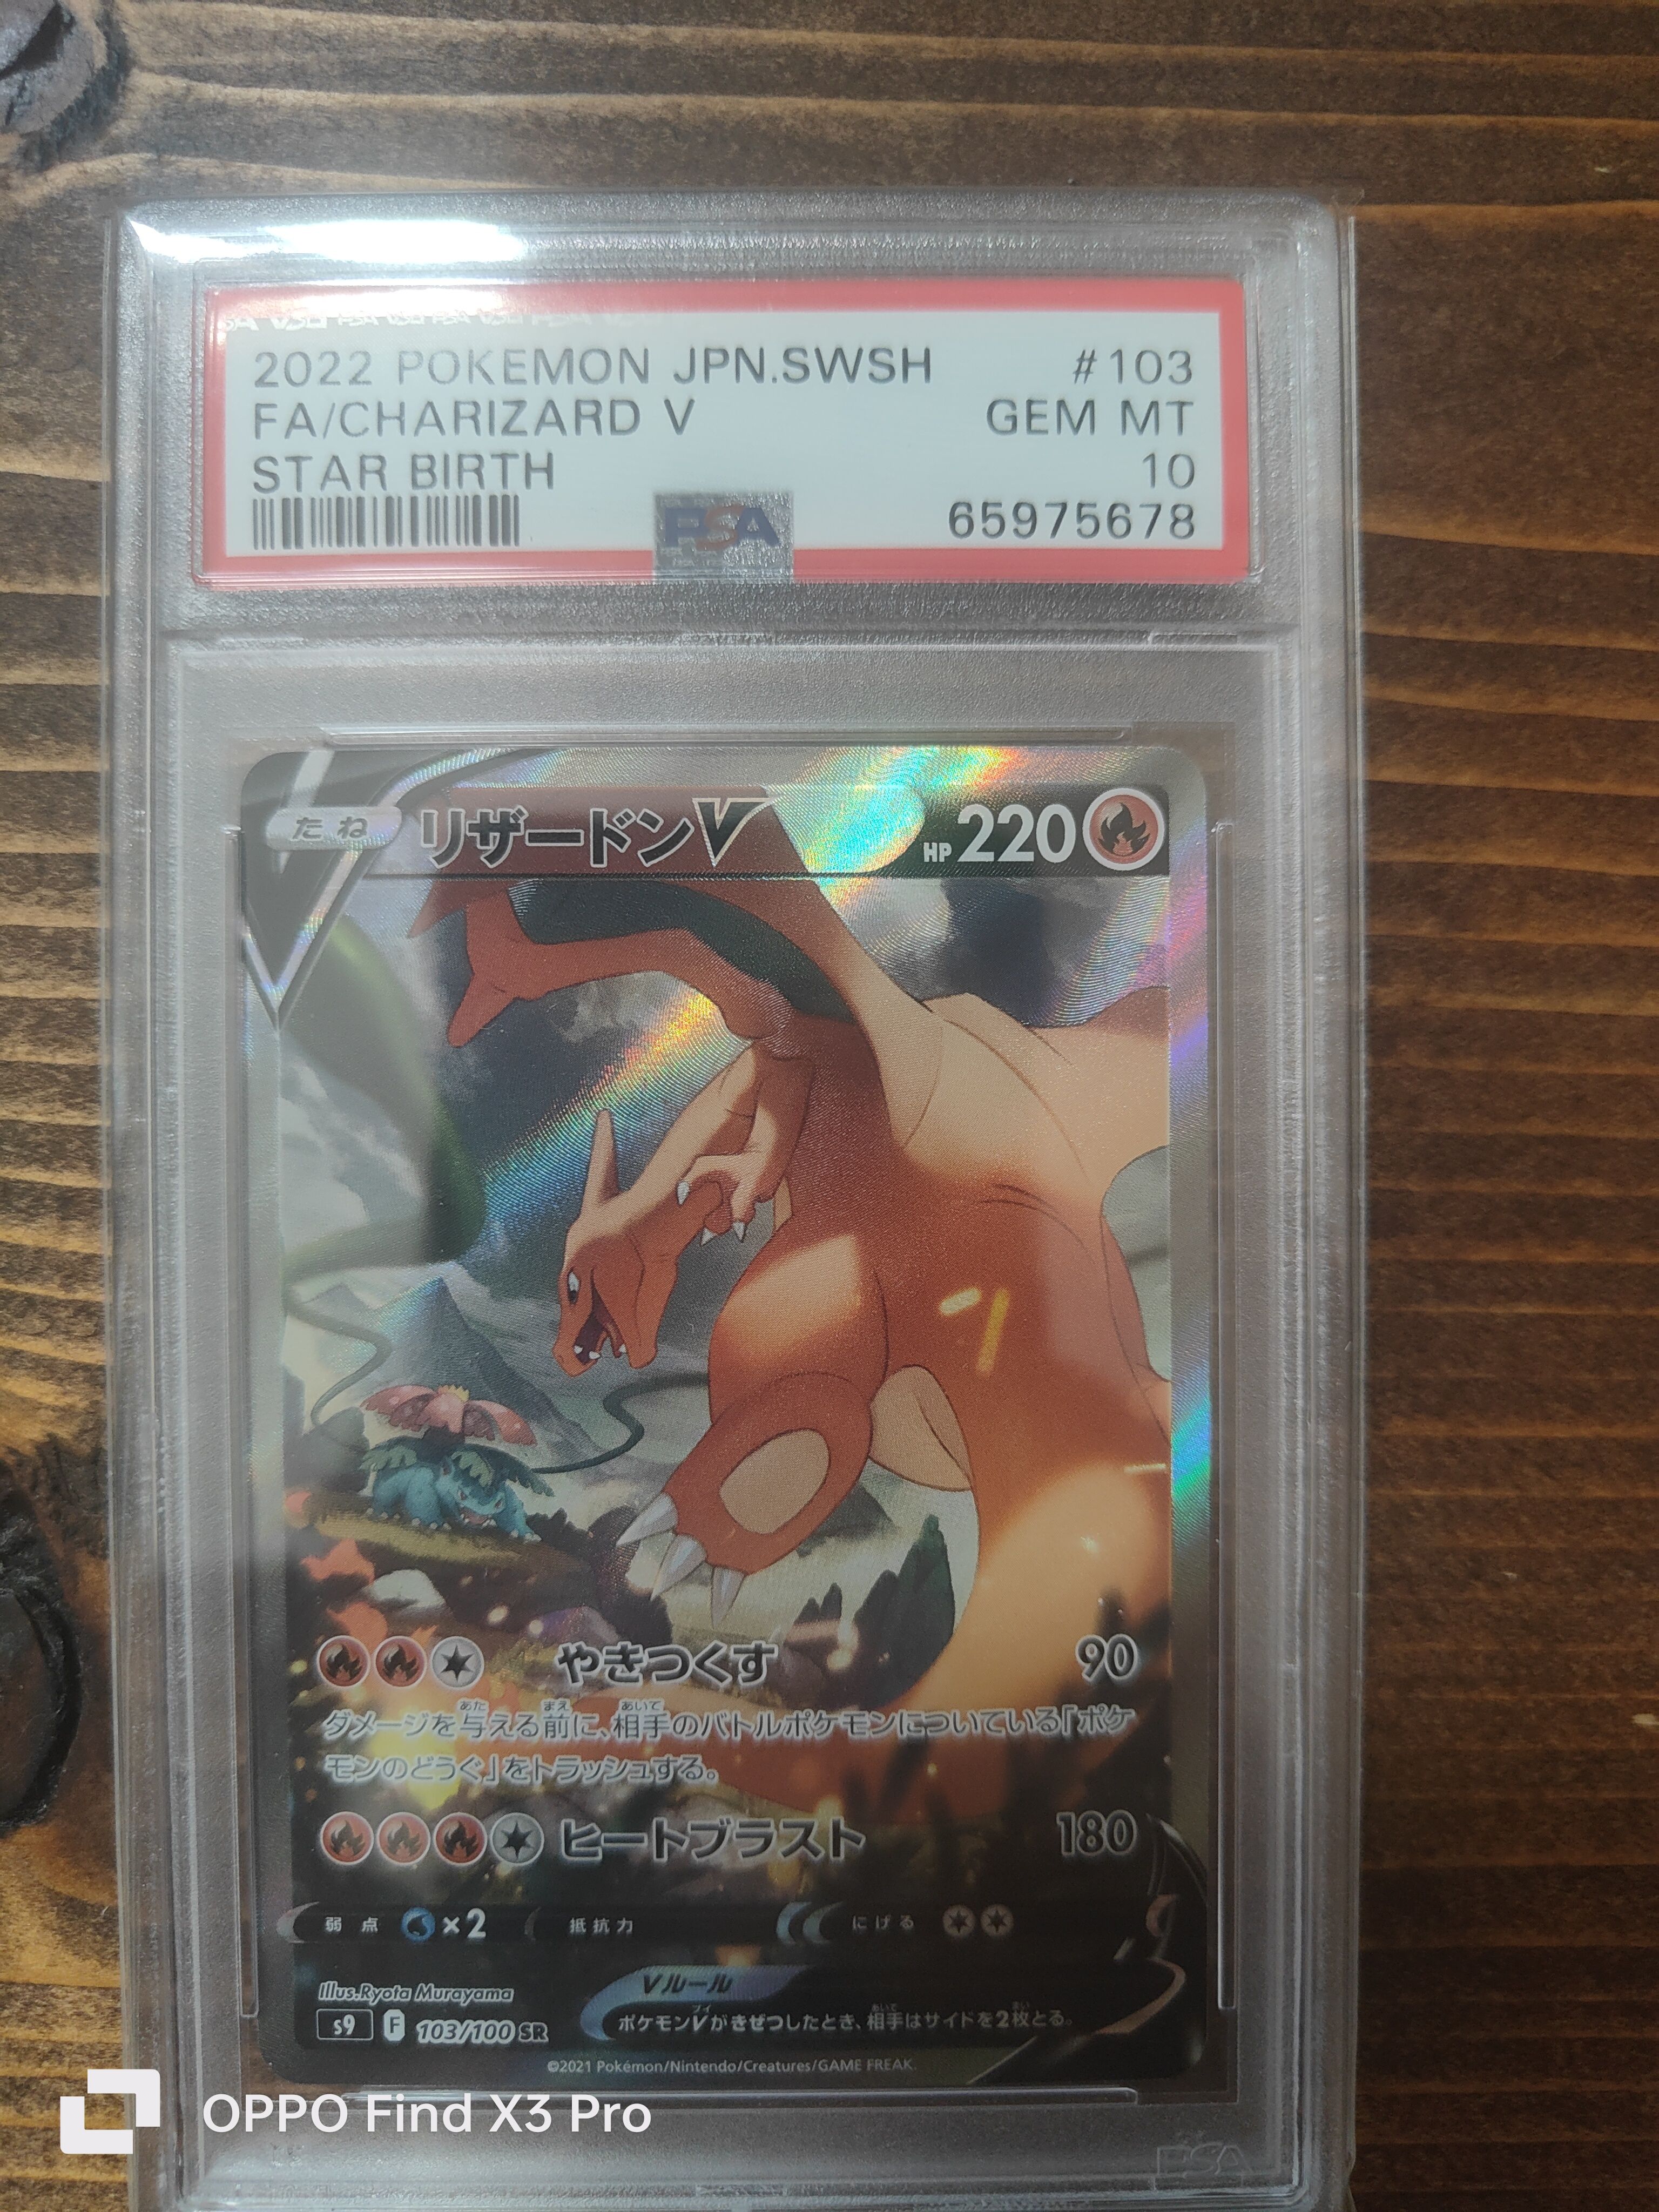 2022 POKEMON JPN.SWSH #103
FA/CHARIZARD V GEM MT
STAR BIRTH 10
PSA 65975678
たね リザードンV HP 220
やきつくす 90
ダメージを与える前に、相手のバトルポケモンについている「ポケ
モンのどうぐ」をトラッシュする。
ヒートブラスト 180
弱点 ×2 抵抗力 にげる
Illus.Ryota Murayama
Vルール
s9 F 103/100 SR
ポケモンVがきぜつしたとき、相手はサイドを2枚とる。
©2021 Pokémon/Nintendo/Creatures/GAME FREAK.
OPPO Find X3 Pro
PSA